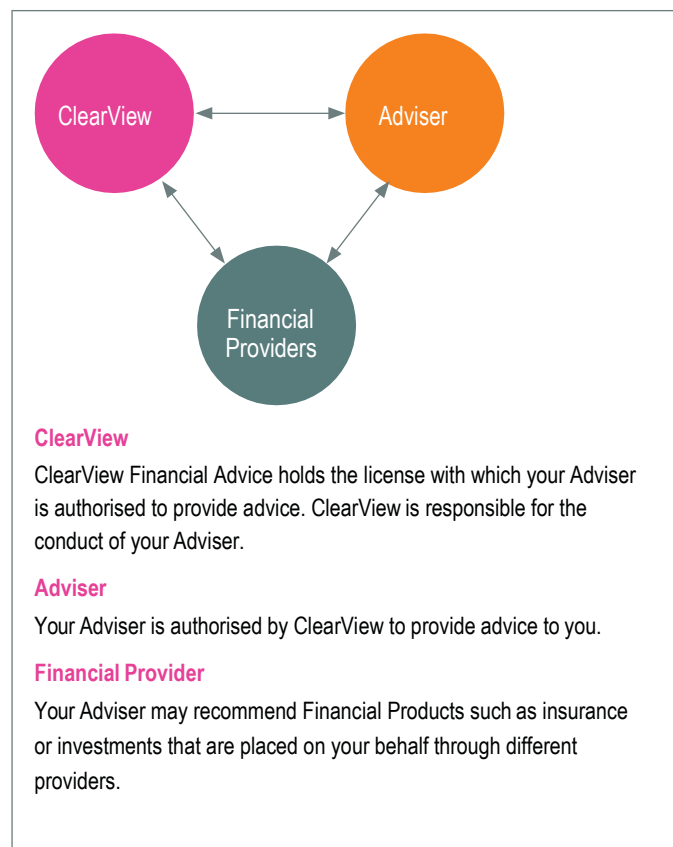 ClearView
Adviser
Financial
Providers
ClearView
ClearView Financial Advice holds the license with which your Adviser
is authorised to provide advice. ClearView is responsible for the
conduct of your Adviser.
Adviser
Your Adviser is authorised by ClearView to provide advice to you.
Financial Provider
Your Adviser may recommend Financial Products such as insurance
or investments that are placed on your behalf through different
providers.